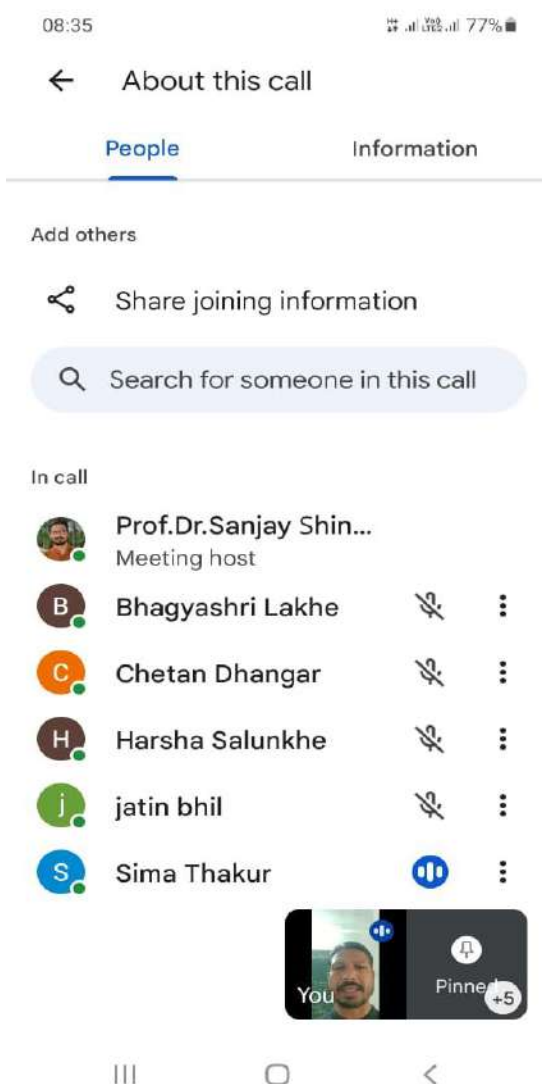 08:35 77%
About this call
People Information
Add others
Share joining information
Search for someone in this call
In call
Prof.Dr.Sanjay Shin...
Meeting host
B Bhagyashri Lakhe
C Chetan Dhangar
H Harsha Salunkhe
j jatin bhil
S Sima Thakur
You Pinned +5